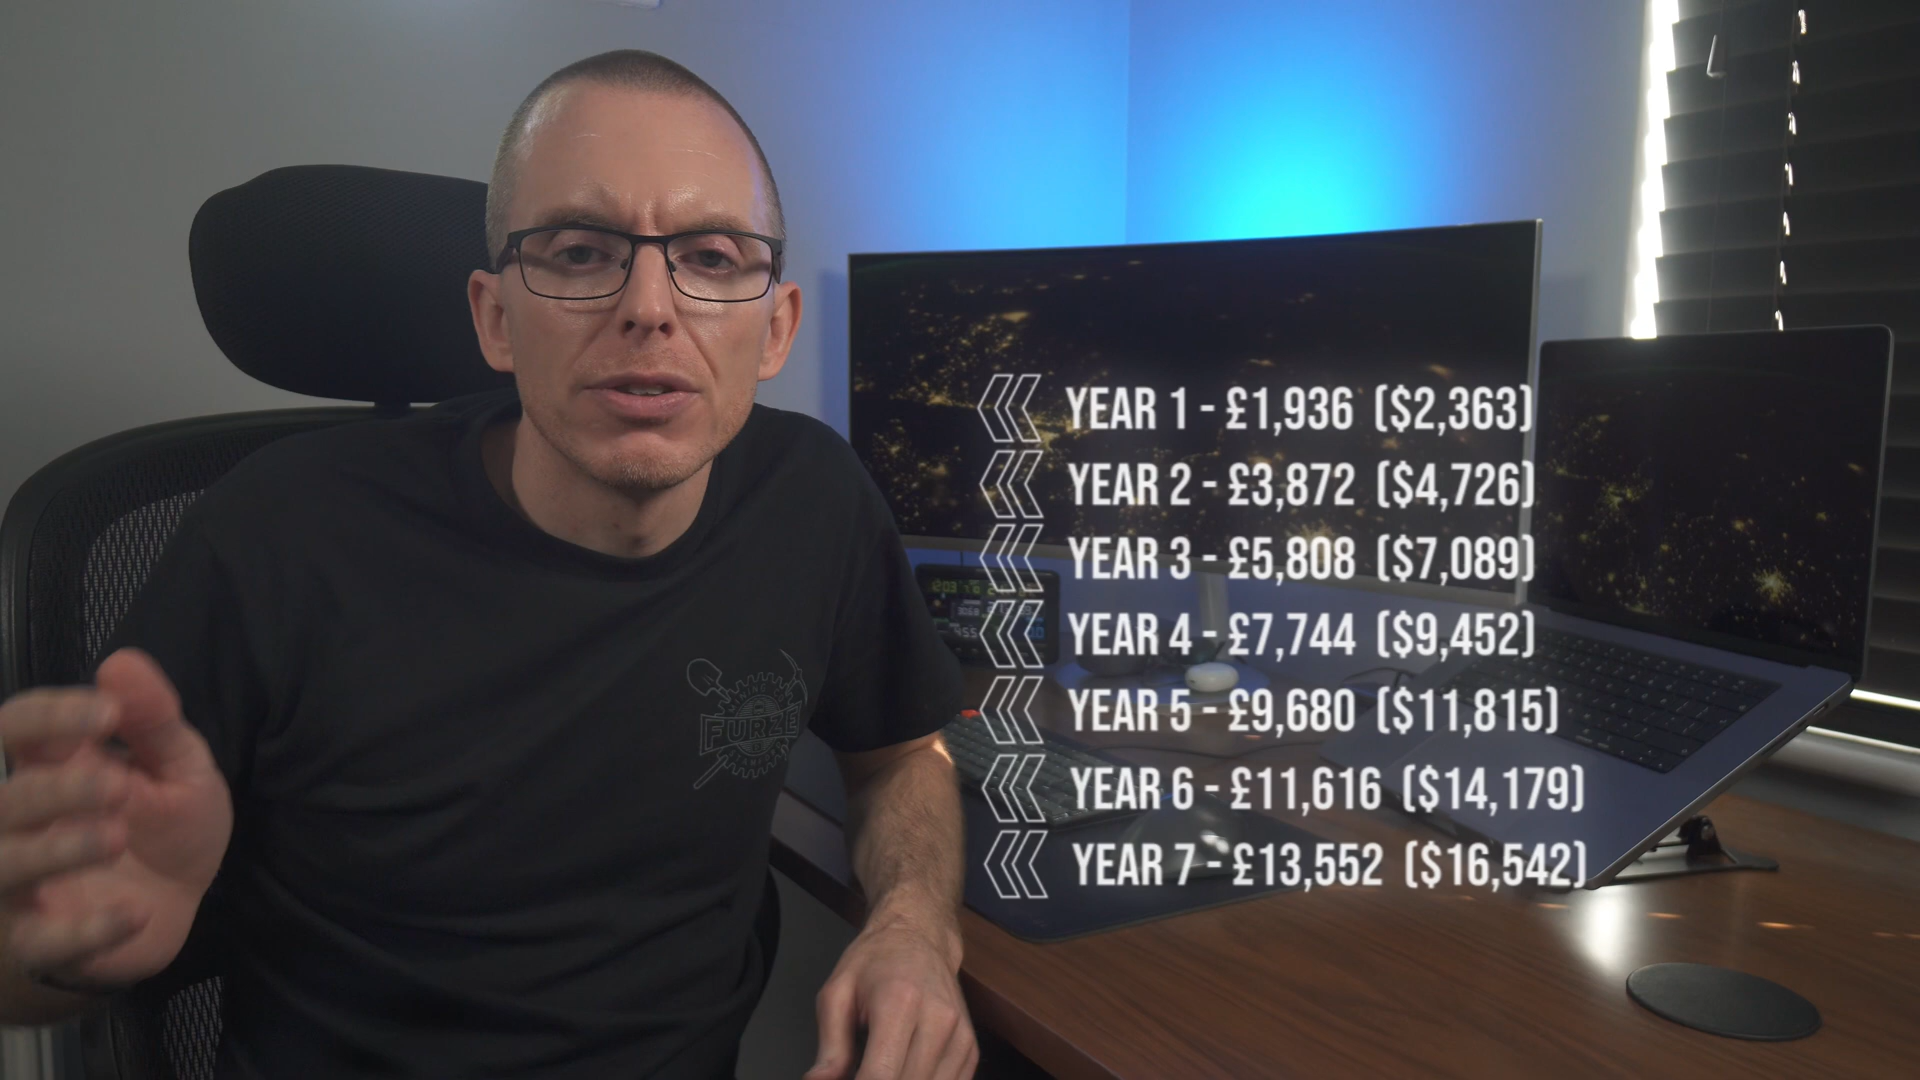 YEAR 1 - £1,936 ($2,363)
YEAR 2 - £3,872 ($4,726)
YEAR 3 - £5,808 ($7,089)
YEAR 4 - £7,744 ($9,452)
YEAR 5 - £9,680 ($11,815)
YEAR 6 - £11,616 ($14,179)
YEAR 7 - £13,552 ($16,542)
MINING
FURZE